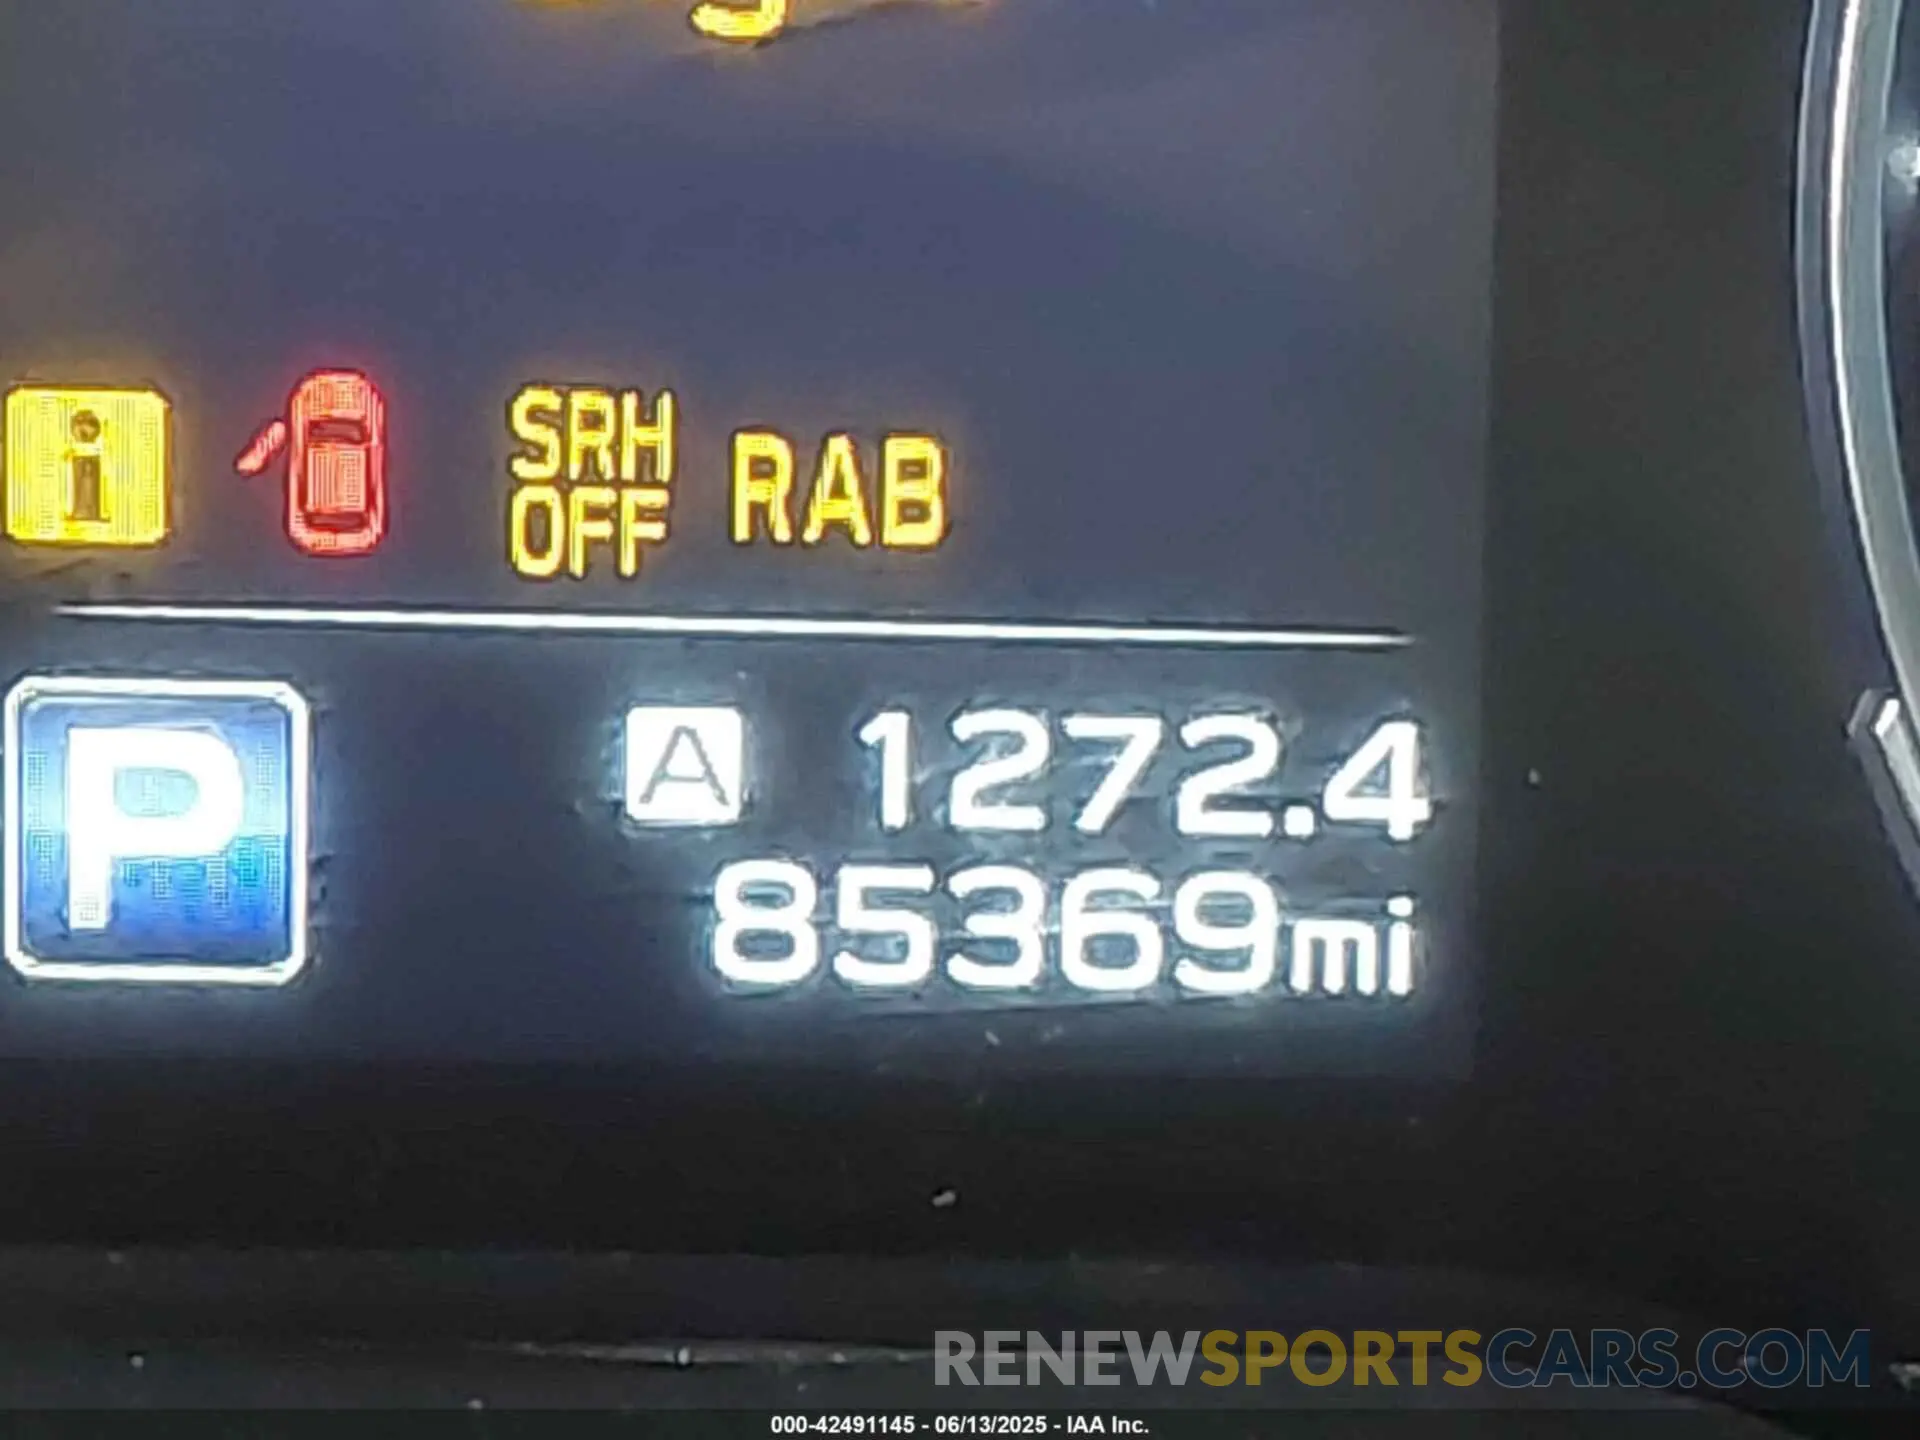 i
SRH
OFF
RAB
P
A 1272.4
85369mi
RENEWSPORTSCARS.COM
000-42491145 - 06/13/2025 - IAA Inc.